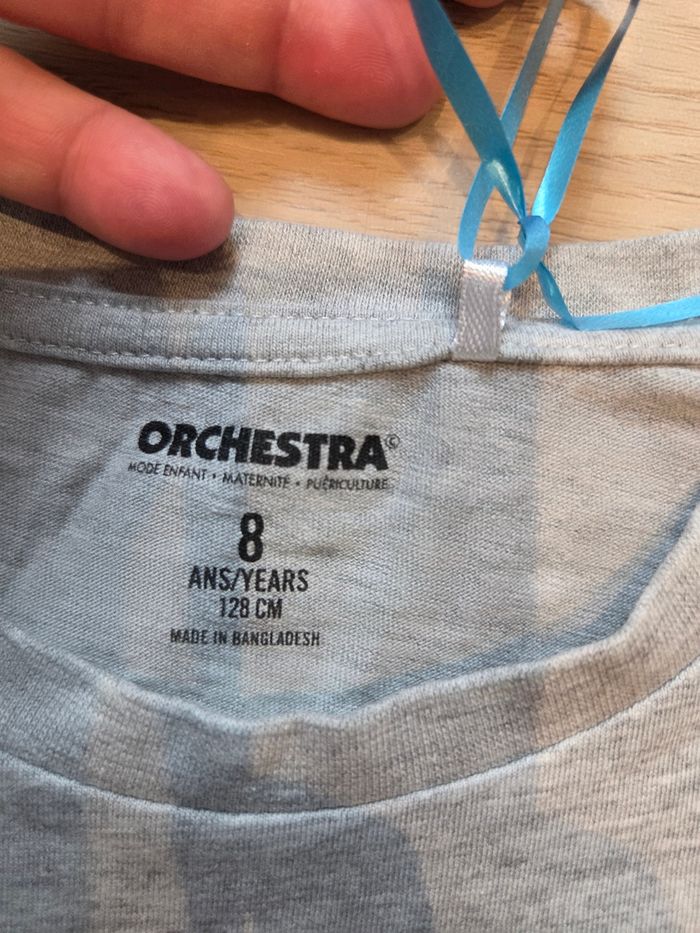 ORCHESTRA©
MODE ENFANT • MATERNITÉ • PUÉRICULTURE
8
ANS/YEARS
128 CM
MADE IN BANGLADESH